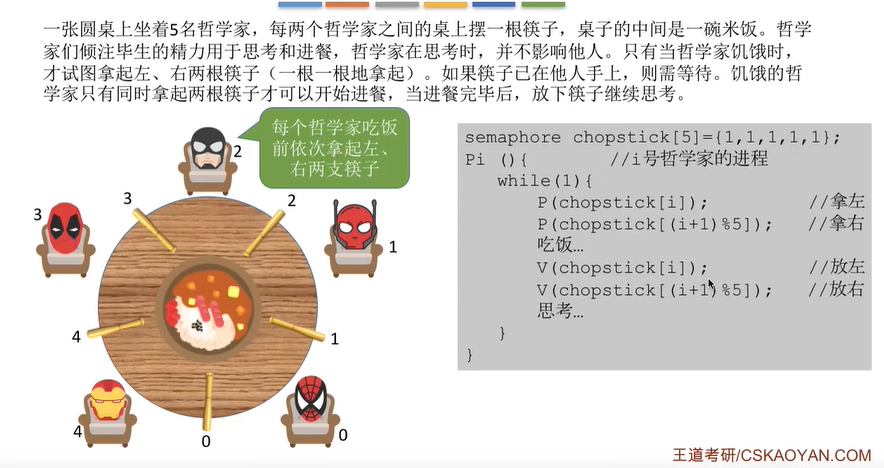 一张圆桌上坐着5名哲学家，每两个哲学家之间的桌上摆一根筷子，桌子的中间是一碗米饭。哲学
家们倾注毕生的精力用于思考和进餐，哲学家在思考时，并不影响他人。只有当哲学家饥饿时，
才试图拿起左、右两根筷子（一根一根地拿起）。如果筷子已在他人手上，则需等待。饥饿的哲
学家只有同时拿起两根筷子才可以开始进餐，当进餐完毕后，放下筷子继续思考。
每个哲学家吃饭
前依次拿起左、
右两支筷子
2
3
3
2
1
4
1
4
0
0
semaphore chopstick[5]={1,1,1,1,1};
Pi (){ //i号哲学家的进程
while(1){
P(chopstick[i]); //拿左
P(chopstick[(i+1)%5]); //拿右
吃饭…
V(chopstick[i]); //放左
V(chopstick[(i+1)%5]); //放右
思考…
}
}
王道考研/CSKAOYAN.COM